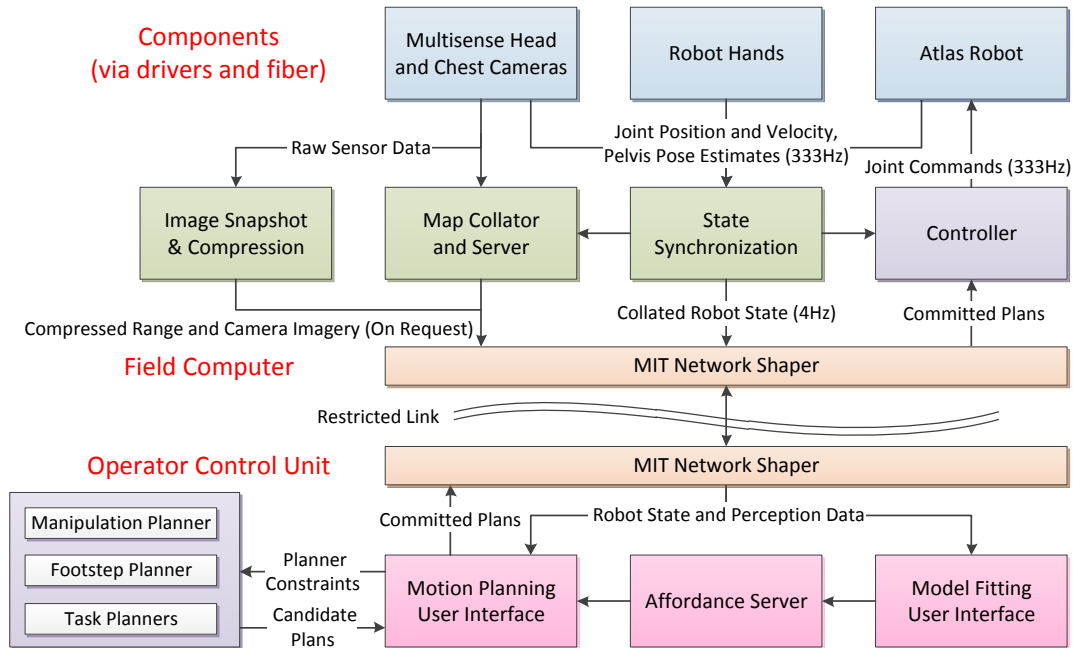 Components
(via drivers and fiber)
Multisense Head
and Chest Cameras
Robot Hands
Atlas Robot
Raw Sensor Data
Joint Position and Velocity,
Pelvis Pose Estimates (333Hz)
Joint Commands (333Hz)
Image Snapshot
& Compression
Map Collator
and Server
State
Synchronization
Controller
Compressed Range and Camera Imagery (On Request)
Collated Robot State (4Hz)
Committed Plans
Field Computer
MIT Network Shaper
Restricted Link
Operator Control Unit
MIT Network Shaper
Committed Plans
Robot State and Perception Data
Manipulation Planner
Footstep Planner
Task Planners
Planner
Constraints
Candidate
Plans
Motion Planning
User Interface
Affordance Server
Model Fitting
User Interface